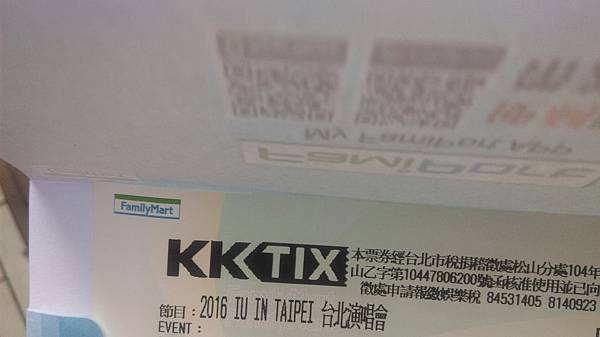 My FamilyMart APP
FamilyMart
KKTIX
本票券經台北市稅捐稽徵處松山分處104年
山乙字第10447806200號函核准使用並已向
徵處申請報繳娛樂稅 84531405 8140923
節目：2016 IU IN TAIPEI 台北演唱會
EVENT :